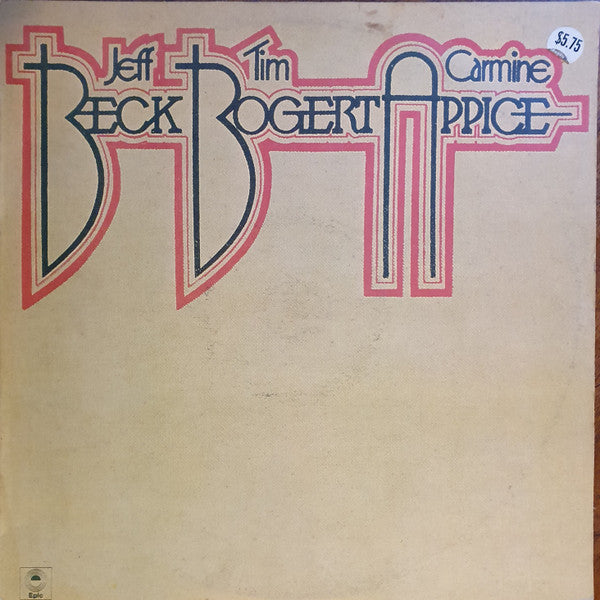 Jeff Tim Carmine
BECK BOGERT APPICE
$5.75
Epic